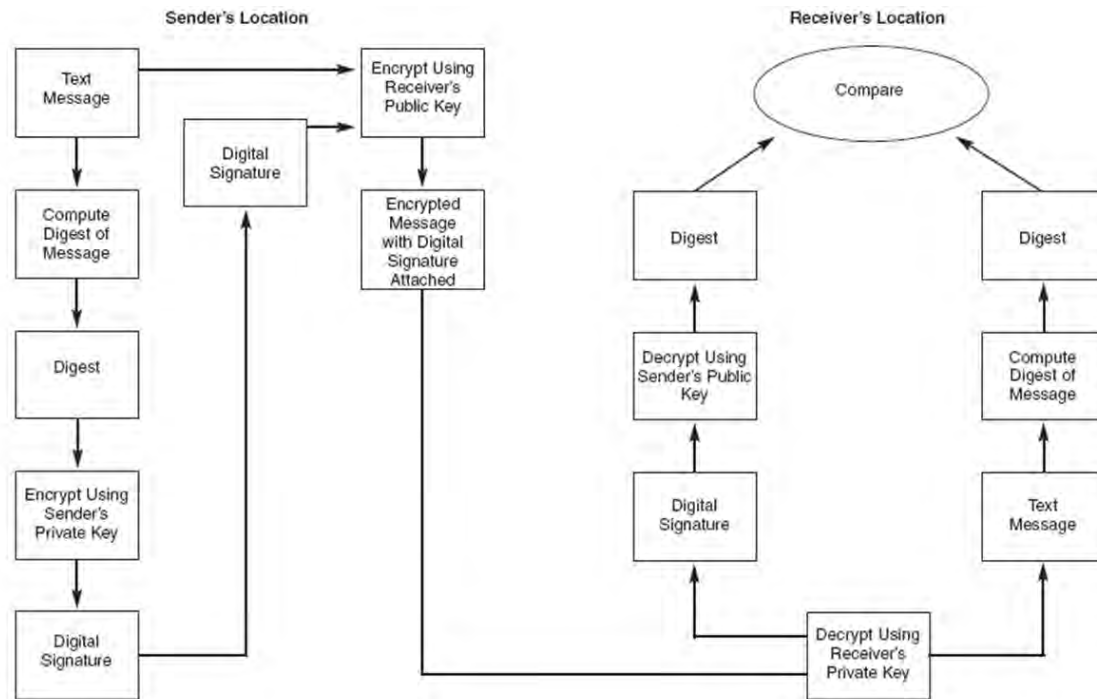 Sender's Location
Text
Message
Compute
Digest of
Message
Digest
Encrypt Using
Sender's
Private Key
Digital
Signature
Digital
Signature
Encrypt Using
Receiver's
Public Key
Encrypted
Message
with Digital
Signature
Attached
Receiver's Location
Compare
Digest
Decrypt Using
Sender's Public
Key
Digital
Signature
Digest
Compute
Digest of
Message
Text
Message
Decrypt Using
Receiver's
Private Key